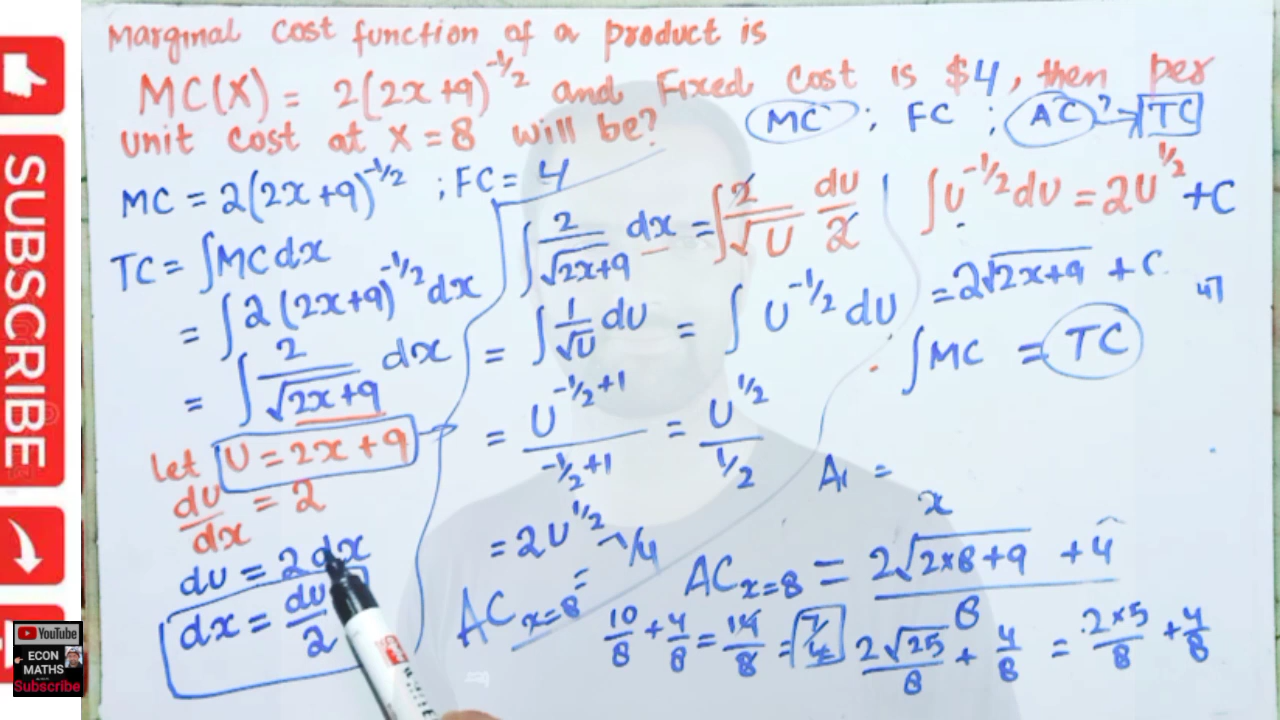 Marginal Cost function of a product is
MC(X) = 2(2x+9)^-1/2 and Fixed Cost is $4, then per
unit cost at x = 8 will be?
MC ; FC ; AC? → TC
MC = 2(2x+9)^-1/2 ; FC = 4
TC = ∫MC dx
= ∫2(2x+9)^-1/2 dx
= ∫ 2/√(2x+9) dx
let U = 2x+9
du/dx = 2
du = 2dx
dx = du/2
∫ 2/√(2x+9) dx = ∫ 2/√U du/2
= ∫ 1/√U du = ∫ U^-1/2 du
= U^(-1/2+1)/(-1/2+1) = U^1/2/(1/2)
= 2U^1/2
AC x=8 =
∫U^-1/2 du = 2U^1/2 + C
= 2√(2x+9) + C
∫MC = TC
x
AC x=8 = (2√(2×8+9) + 4)/8
2√25/8 + 4/8 = 2×5/8 + 4/8
10/8 + 4/8 = 14/8 = 7/4
SUBSCRIBE
YouTube
ECON
MATHS
Subscribe